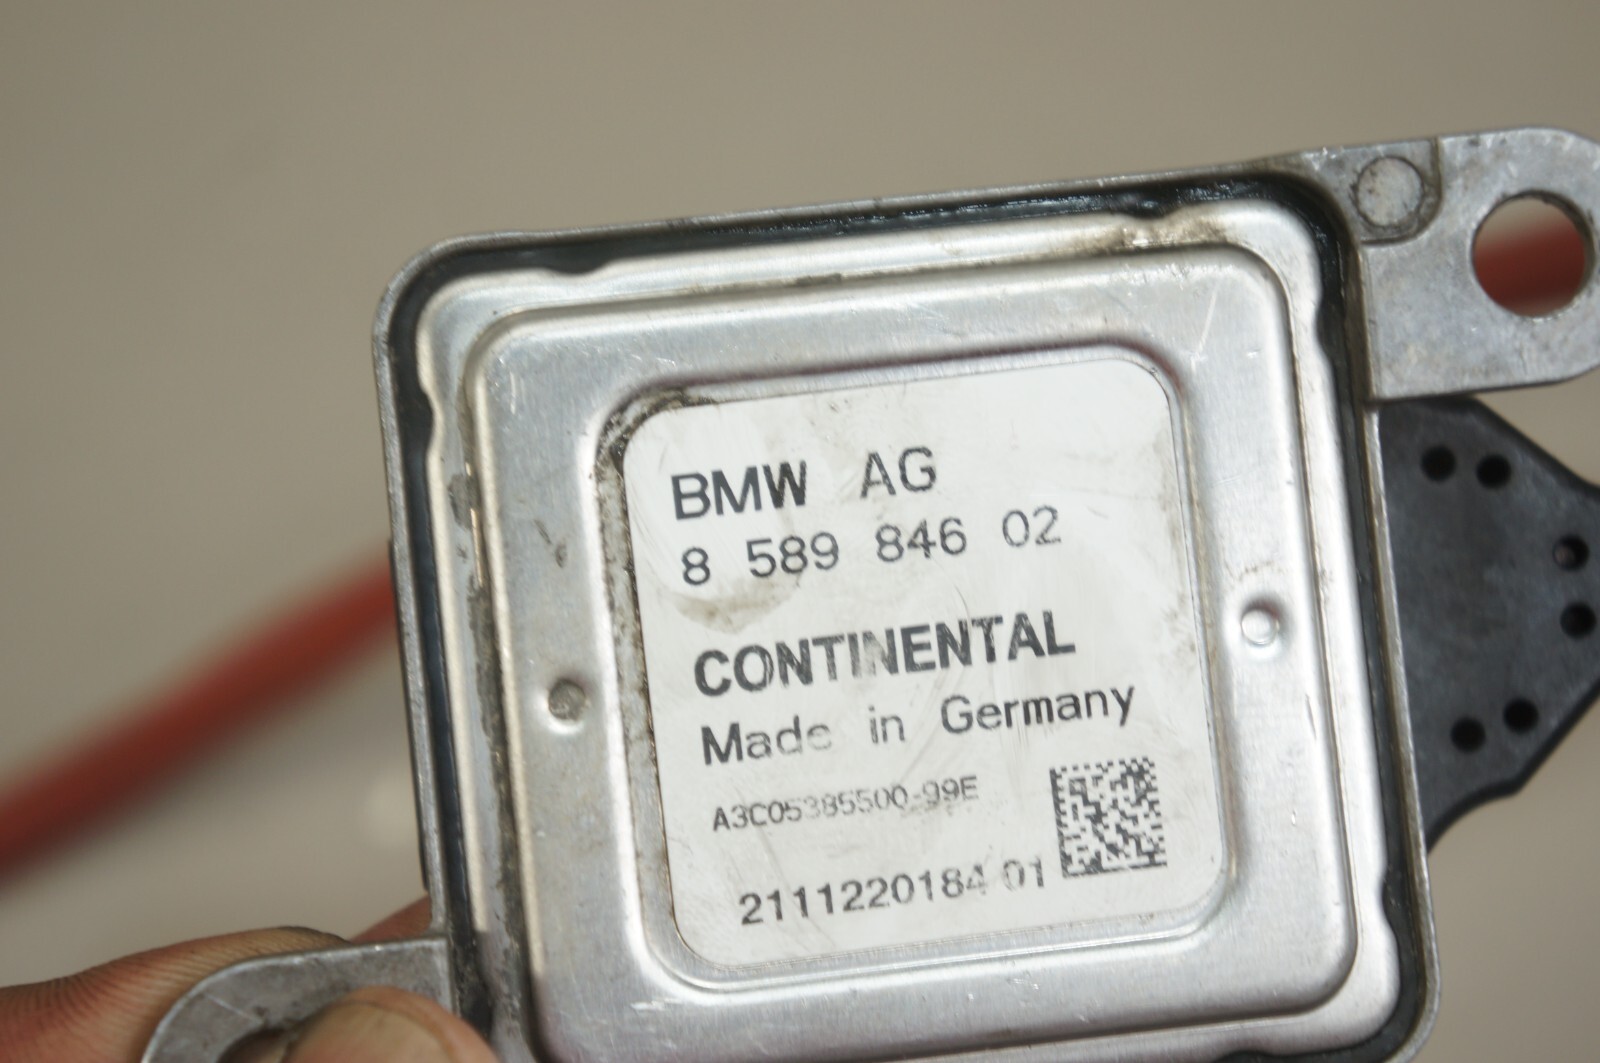 BMW AG
8 589 846 02
CONTINENTAL
Made in Germany
A3C05385500-99E
2111220184 01